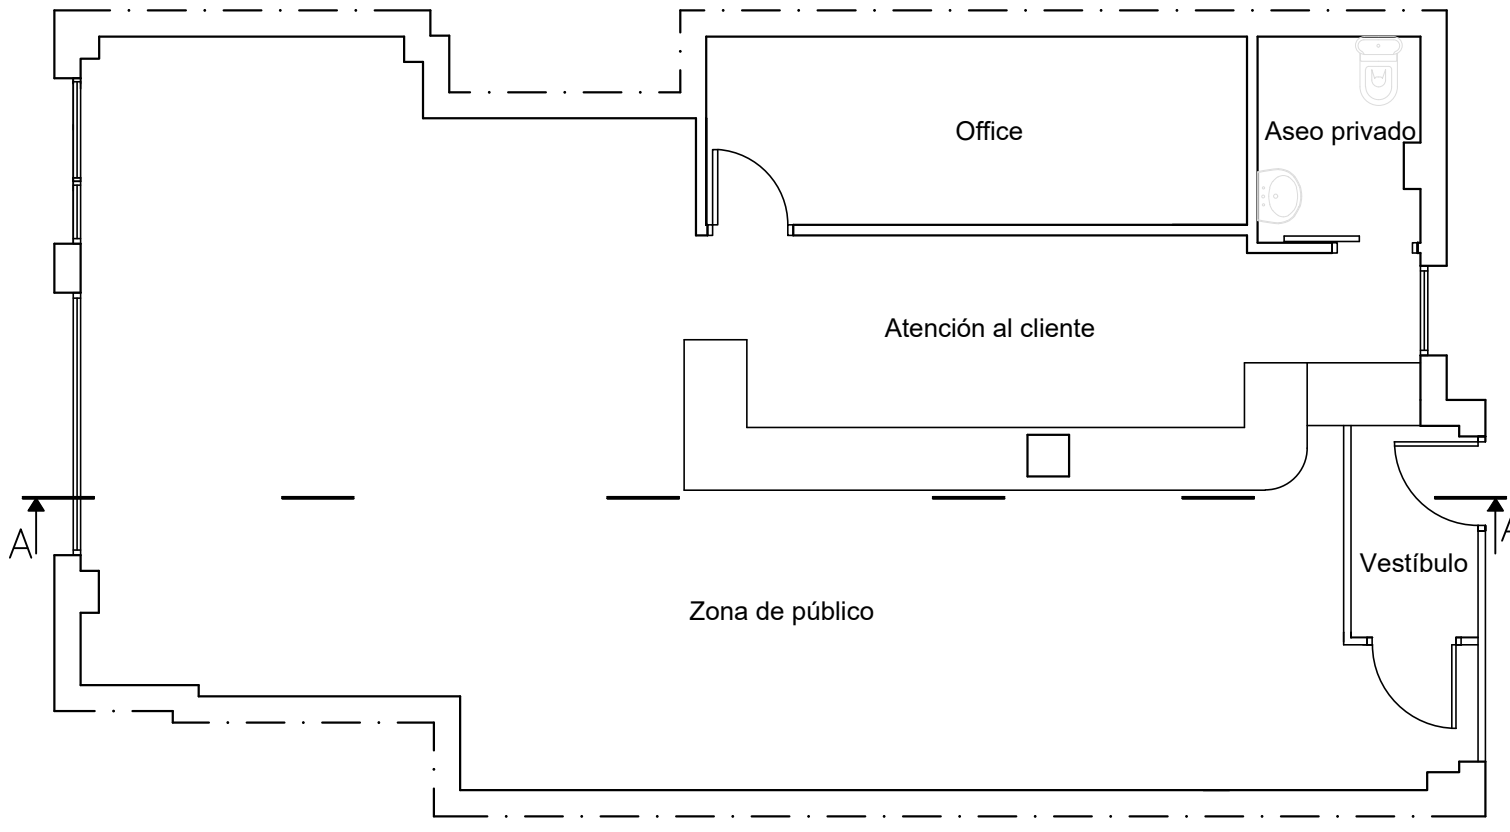 Office
Aseo privado
Atención al cliente
A
A
Vestíbulo
Zona de público